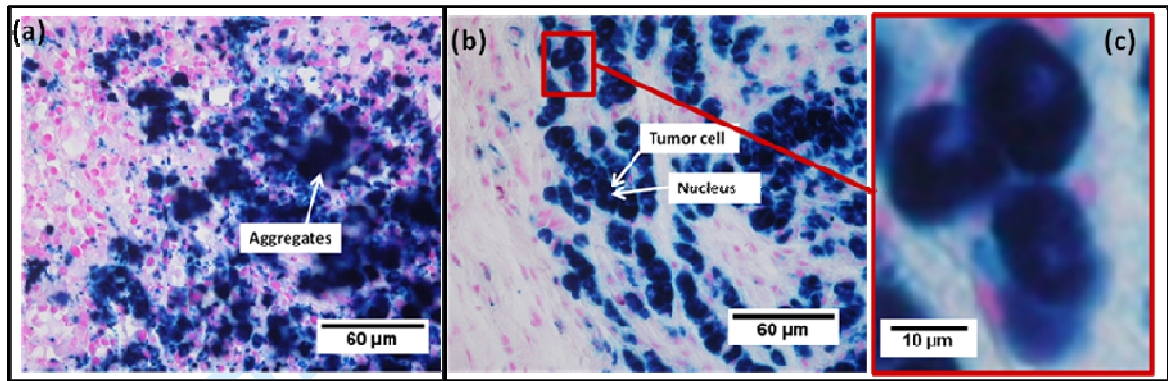 (a)
Aggregates
60 µm
(b)
Tumor cell
Nucleus
60 µm
(c)
10 µm